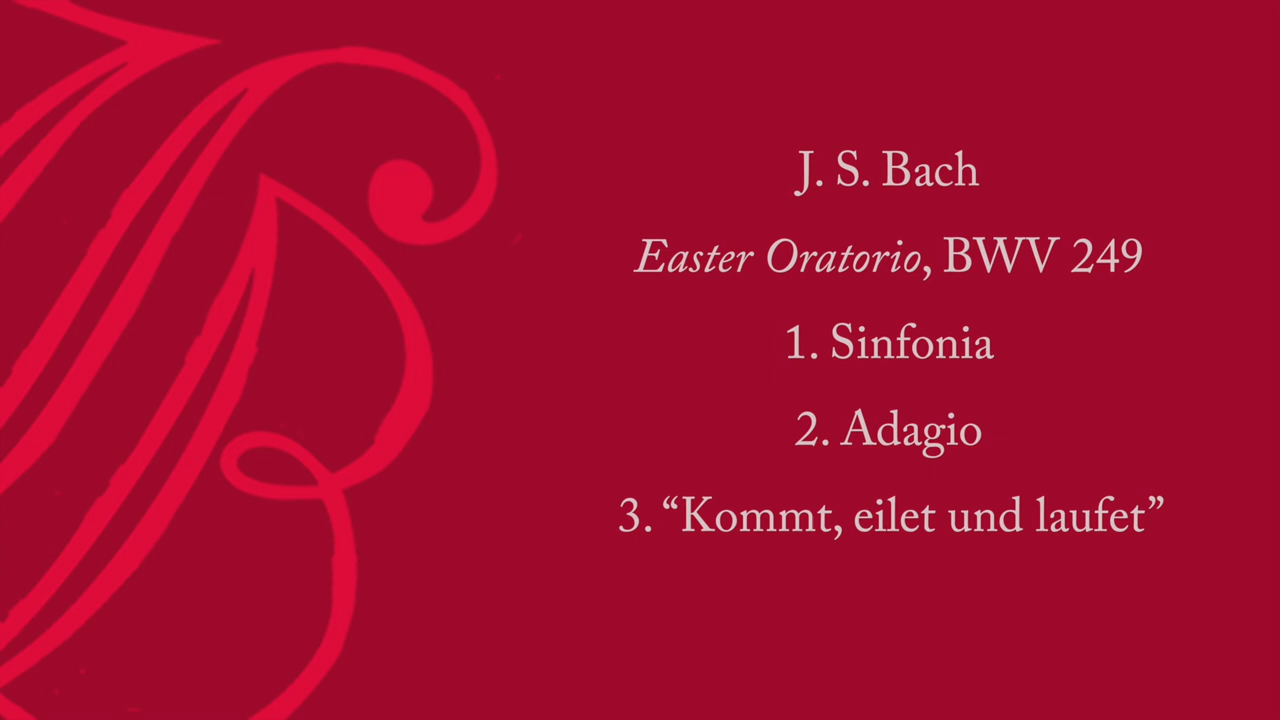 J. S. Bach
Easter Oratorio, BWV 249
1. Sinfonia
2. Adagio
3. “Kommt, eilet und laufet”